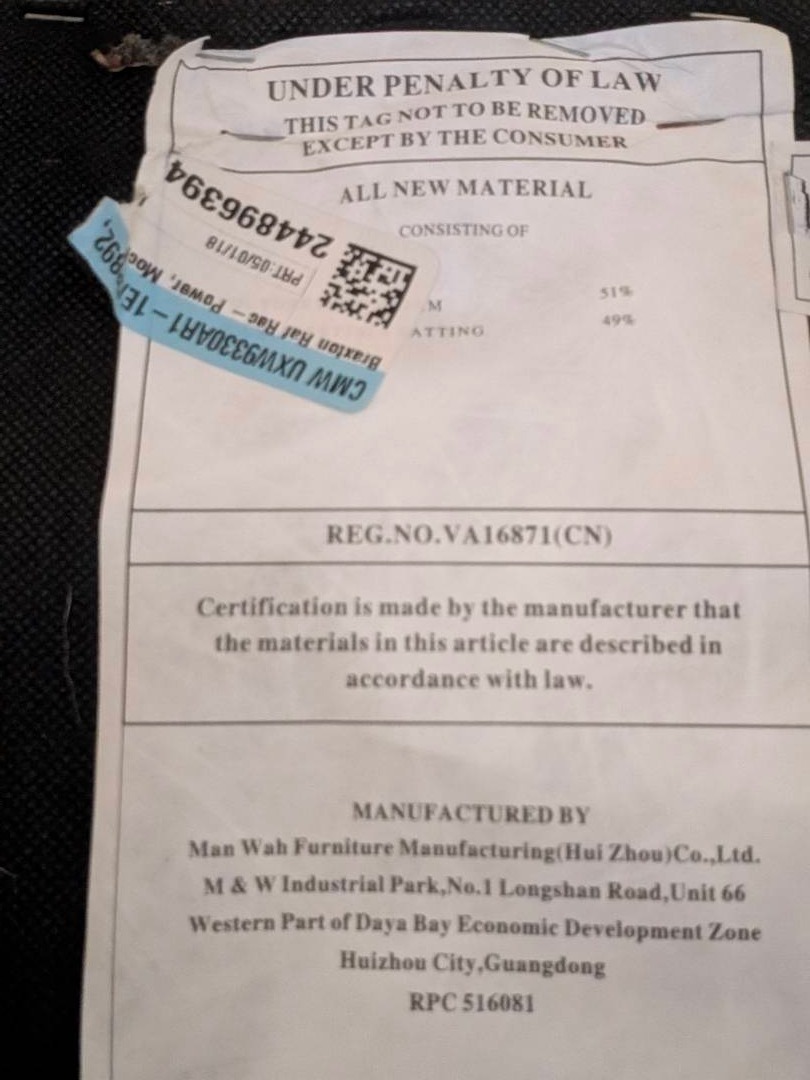 UNDER PENALTY OF LAW
THIS TAG NOT TO BE REMOVED
EXCEPT BY THE CONSUMER
ALL NEW MATERIAL
CONSISTING OF
M 51%
ATTING 49%
244896394
PRT:05/01/18
Braxton Raf Rec - Power,
CMW UXW9330AR1 - 
REG.NO.VA16871(CN)
Certification is made by the manufacturer that
the materials in this article are described in
accordance with law.
MANUFACTURED BY
Man Wah Furniture Manufacturing(Hui Zhou)Co.,Ltd.
M & W Industrial Park,No.1 Longshan Road,Unit 66
Western Part of Daya Bay Economic Development Zone
Huizhou City,Guangdong
RPC 516081